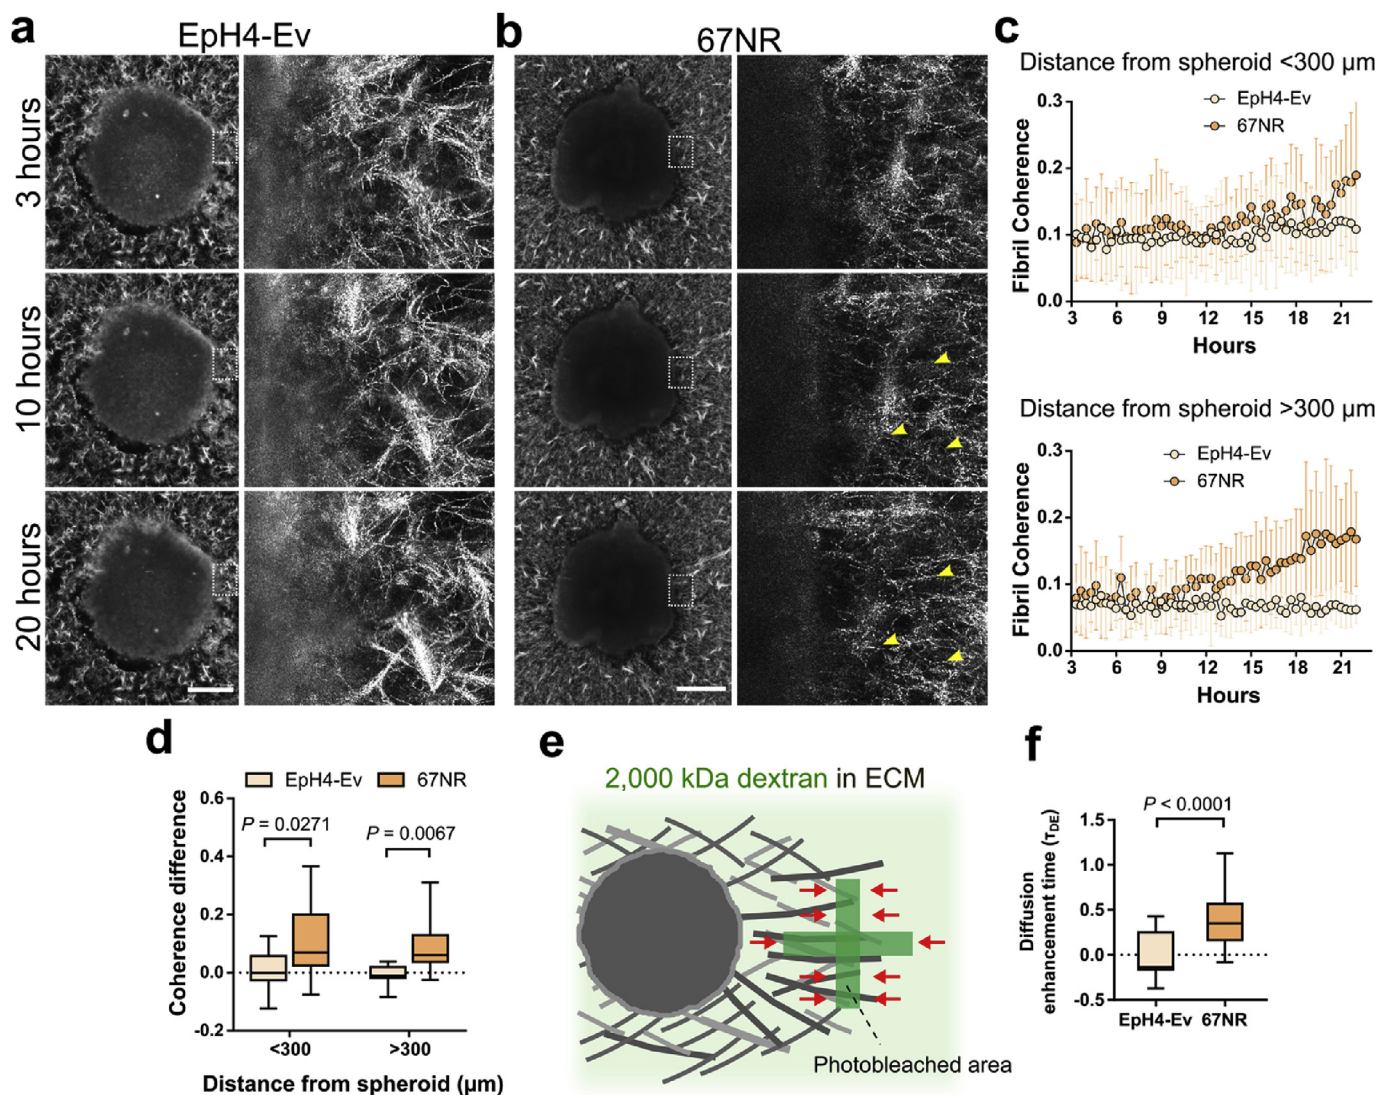 a
EpH4-Ev
b
67NR
3 hours
10 hours
20 hours
c
Distance from spheroid <300 µm
EpH4-Ev
67NR
Fibril Coherence
0.3
0.2
0.1
0.0
3 6 9 12 15 18 21
Hours
Distance from spheroid >300 µm
EpH4-Ev
67NR
Fibril Coherence
0.3
0.2
0.1
0.0
3 6 9 12 15 18 21
Hours
d
EpH4-Ev 67NR
Coherence difference
0.6
0.4
0.2
0.0
-0.2
P = 0.0271
P = 0.0067
<300 >300
Distance from spheroid (µm)
e
2,000 kDa dextran in ECM
Photobleached area
f
P < 0.0001
Diffusion
enhancement time (τDE)
1.5
1.0
0.5
0.0
-0.5
EpH4-Ev 67NR